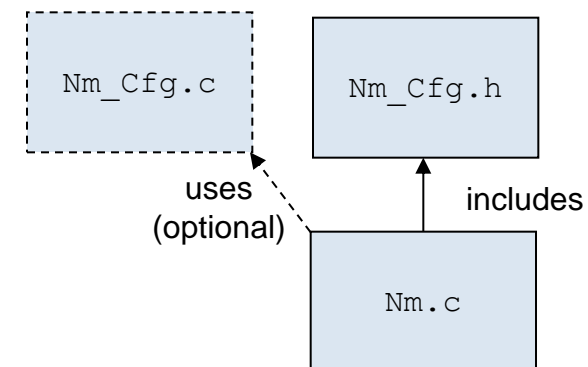 Nm_Cfg.c
Nm_Cfg.h
uses
(optional)
includes
Nm.c